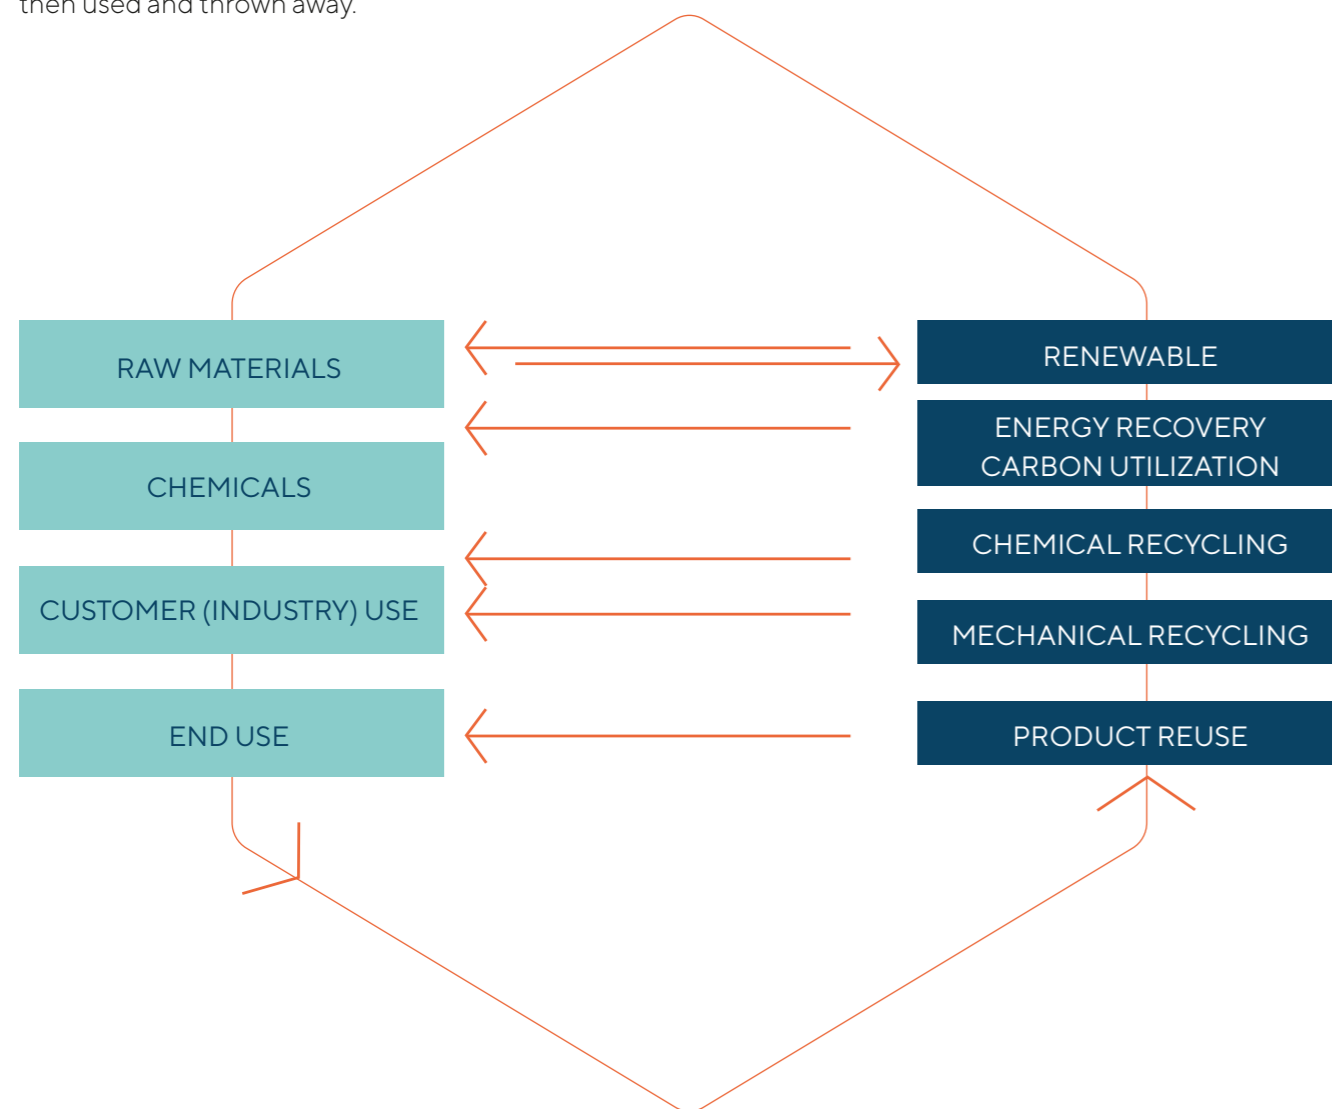 then used and thrown away.
RAW MATERIALS
CHEMICALS
CUSTOMER (INDUSTRY) USE
END USE
RENEWABLE
ENERGY RECOVERY
CARBON UTILIZATION
CHEMICAL RECYCLING
MECHANICAL RECYCLING
PRODUCT REUSE